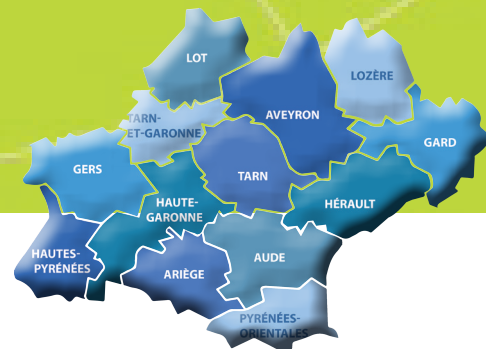 LOT
LOZÈRE
AVEYRON
TARN-
ET-GARONNE
GARD
GERS
TARN
HAUTE-
GARONNE
HÉRAULT
HAUTES-
PYRÉNÉES
AUDE
ARIÈGE
PYRÉNÉES-
ORIENTALES